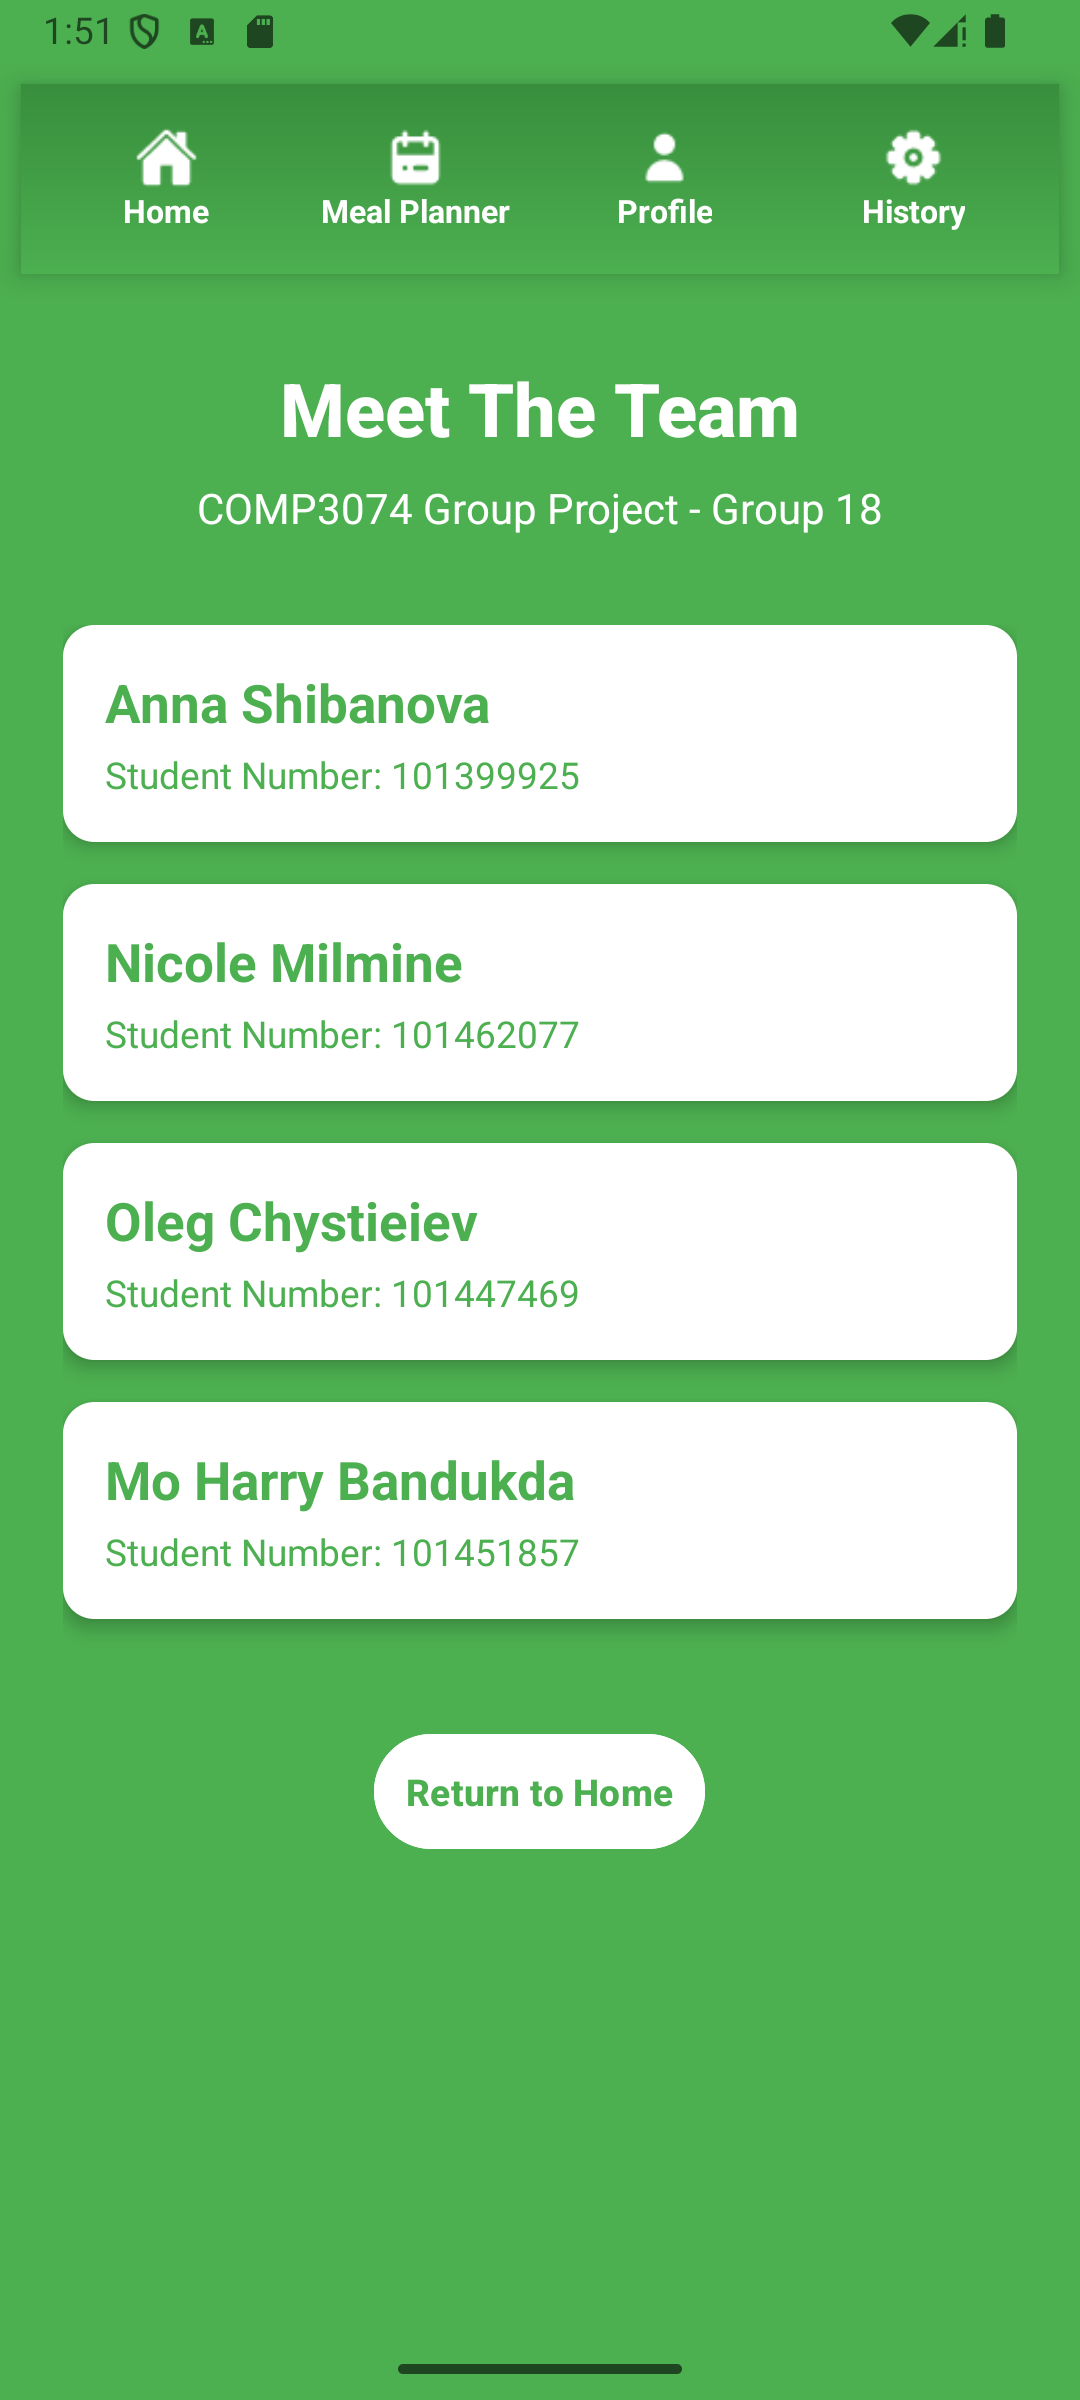 1:51
Home
Meal Planner
Profile
History
Meet The Team
COMP3074 Group Project - Group 18
Anna Shibanova
Student Number: 101399925
Nicole Milmine
Student Number: 101462077
Oleg Chystieiev
Student Number: 101447469
Mo Harry Bandukda
Student Number: 101451857
Return to Home